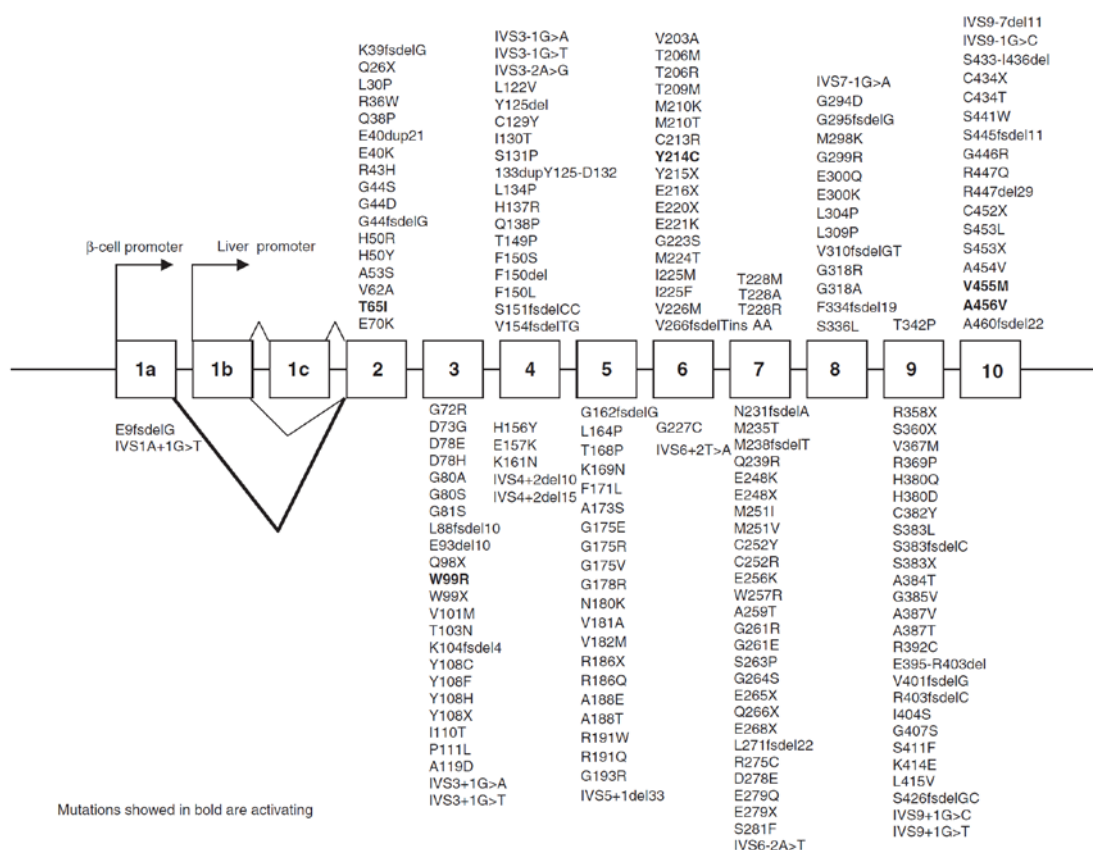 K39fsdelG
Q26X
L30P
R36W
Q38P
E40dup21
E40K
R43H
G44S
G44D
G44fsdelG
H50R
H50Y
A53S
V62A
T65I
E70K
IVS3-1G>A
IVS3-1G>T
IVS3-2A>G
L122V
Y125del
C129Y
I130T
S131P
133dupY125-D132
L134P
H137R
Q138P
T149P
F150S
F150del
F150L
S151fsdelCC
V154fsdelTG
V203A
T206M
T206R
T209M
M210K
M210T
C213R
Y214C
Y215X
E216X
E220X
E221K
G223S
M224T
I225M
I225F
V226M
V266fsdelTins AA
T228M
T228A
T228R
IVS7-1G>A
G294D
G295fsdelG
M298K
G299R
E300Q
E300K
L304P
L309P
V310fsdelGT
G318R
G318A
F334fsdel19
S336L
T342P
IVS9-7del11
IVS9-1G>C
S433-I436del
C434X
C434T
S441W
S445fsdel11
G446R
R447Q
R447del29
C452X
S453L
S453X
A454V
V455M
A456V
A460fsdel22
β-cell promoter
Liver promoter
1a 1b 1c 2 3 4 5 6 7 8 9 10
E9fsdelG
IVS1A+1G>T
G72R
D73G
D78E
D78H
G80A
G80S
G81S
L88fsdel10
E93del10
Q98X
W99R
W99X
V101M
T103N
K104fsdel4
Y108C
Y108F
Y108H
Y108X
I110T
P111L
A119D
IVS3+1G>A
IVS3+1G>T
H156Y
E157K
K161N
IVS4+2del10
IVS4+2del15
G162fsdelG
L164P
T168P
K169N
F171L
A173S
G175E
G175R
G175V
G178R
N180K
V181A
V182M
R186X
R186Q
A188E
A188T
R191W
R191Q
G193R
IVS5+1del33
G227C
IVS6+2T>A
N231fsdelA
M235T
M238fsdelT
Q239R
E248K
E248X
M251I
M251V
C252Y
C252R
E256K
W257R
A259T
G261R
G261E
S263P
G264S
E265X
Q266X
E268X
L271fsdel22
R275C
D278E
E279Q
E279X
S281F
IVS6-2A>T
R358X
S360X
V367M
R369P
H380Q
H380D
C382Y
S383L
S383fsdelC
S383X
A384T
G385V
A387V
A387T
R392C
E395-R403del
V401fsdelG
R403fsdelC
I404S
G407S
S411F
K414E
L415V
S426fsdelGC
IVS9+1G>C
IVS9+1G>T
Mutations showed in bold are activating